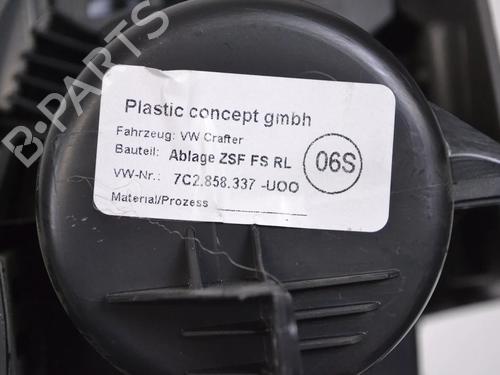 Plastic concept gmbh
Fahrzeug: VW Crafter
Bauteil: Ablage ZSF FS RL
06S
VW-Nr.: 7C2.858.337 -UOO
Material/Prozess
B-PARTS